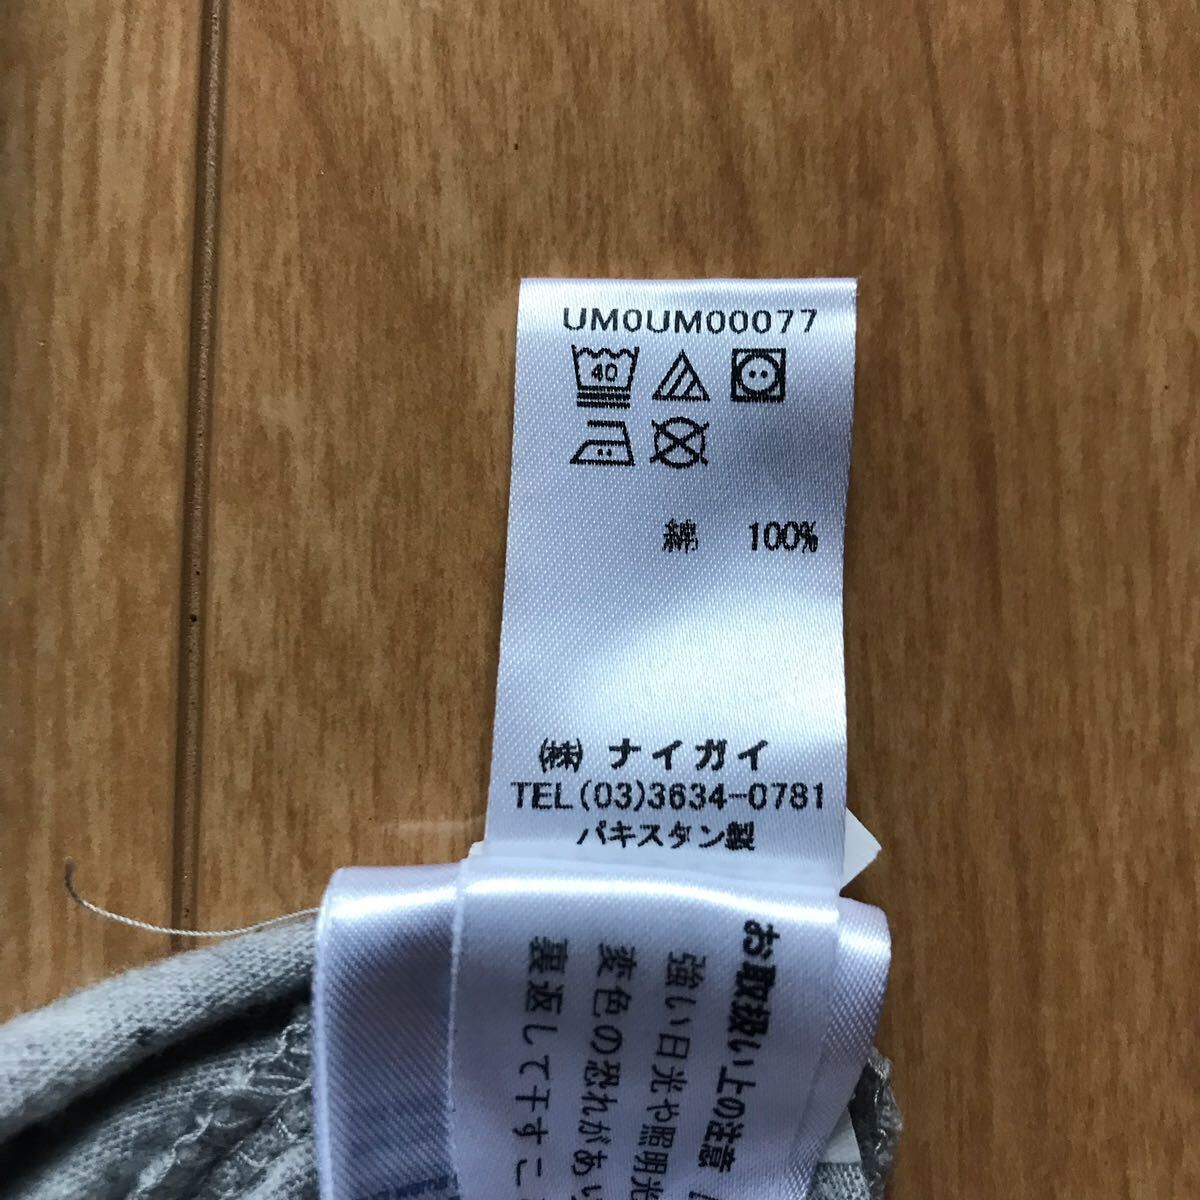 UM0UM00077
40
綿 100%
㈱ ナイガイ
TEL(03)3634-0781
パキスタン製
お取扱い上の注意
強い日光や照明光
変色の恐れがあ
裏返して干すこ